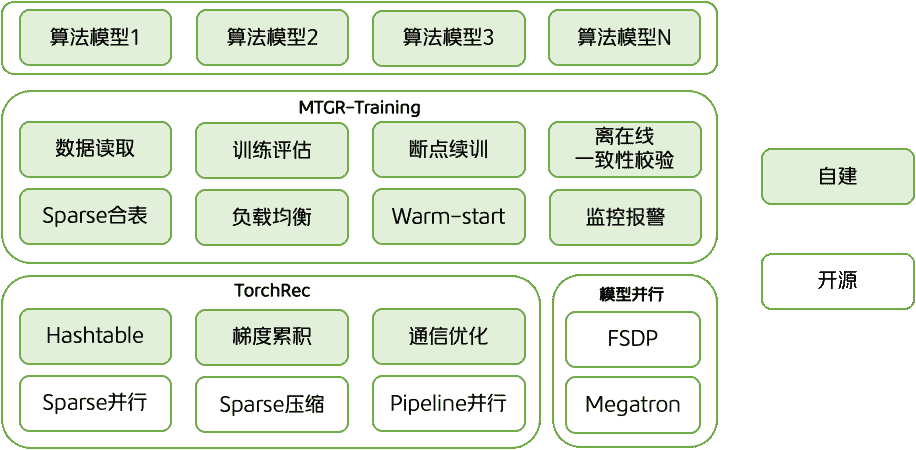 算法模型1
算法模型2
算法模型3
算法模型N
MTGR-Training
数据读取
训练评估
断点续训
离在线
一致性校验
Sparse合表
负载均衡
Warm-start
监控报警
自建
开源
TorchRec
Hashtable
梯度累积
通信优化
Sparse并行
Sparse压缩
Pipeline并行
模型并行
FSDP
Megatron